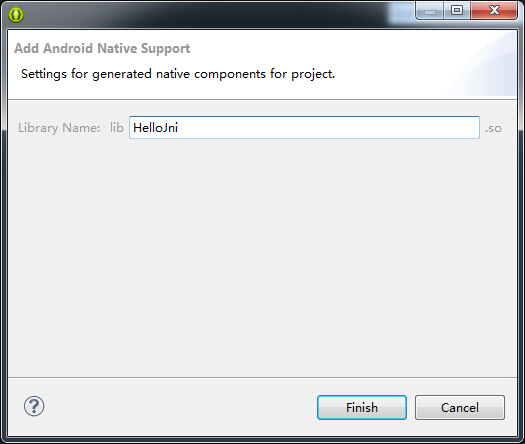 Add Android Native Support
Settings for generated native components for project.
Library Name: lib HelloJni .so
? Finish Cancel